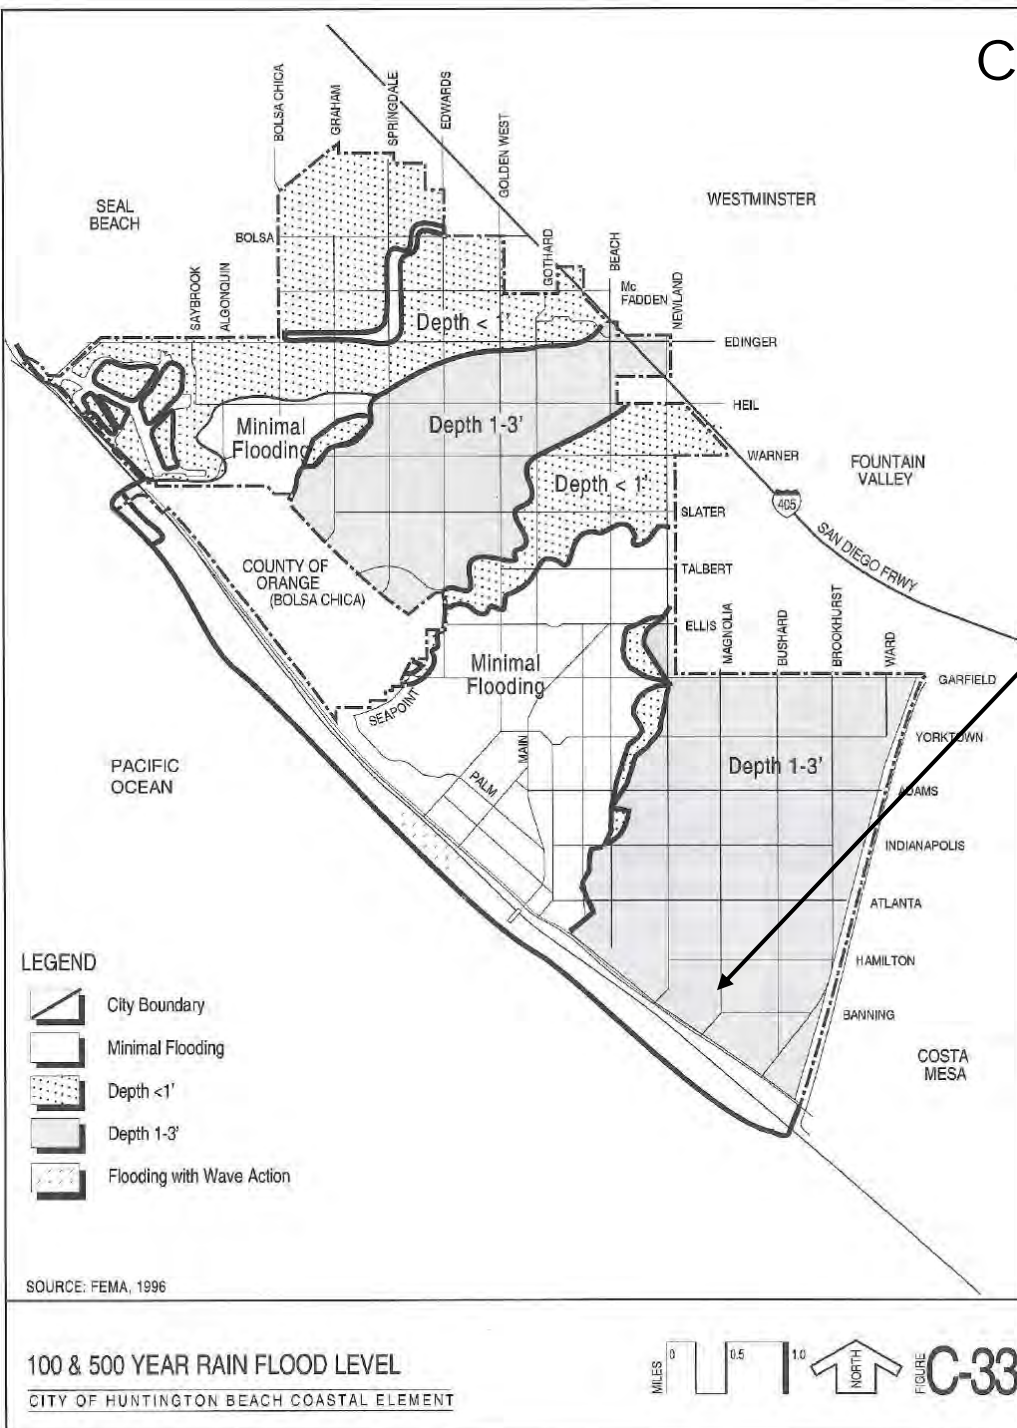 C
BOLSA CHICA
GRAHAM
SPRINGDALE
EDWARDS
GOLDEN WEST
WESTMINSTER
SEAL
BEACH
BOLSA
GOTHARD
BEACH
Mc
FADDEN
NEWLAND
SAYBROOK
ALGONQUIN
Depth < 1'
EDINGER
HEIL
Minimal
Flooding
Depth 1-3'
WARNER
FOUNTAIN
VALLEY
Depth < 1'
405
SLATER
SAN DIEGO FRWY
COUNTY OF
ORANGE
(BOLSA CHICA)
TALBERT
ELLIS
MAGNOLIA
BUSHARD
BROOKHURST
WARD
Minimal
Flooding
GARFIELD
SEAPOINT
YORKTOWN
MAIN
PALM
Depth 1-3'
PACIFIC
OCEAN
ADAMS
INDIANAPOLIS
ATLANTA
HAMILTON
BANNING
COSTA
MESA
LEGEND
City Boundary
Minimal Flooding
Depth <1'
Depth 1-3'
Flooding with Wave Action
SOURCE: FEMA, 1996
100 & 500 YEAR RAIN FLOOD LEVEL
CITY OF HUNTINGTON BEACH COASTAL ELEMENT
MILES
0 0.5 1.0
NORTH
FIGURE
C-33